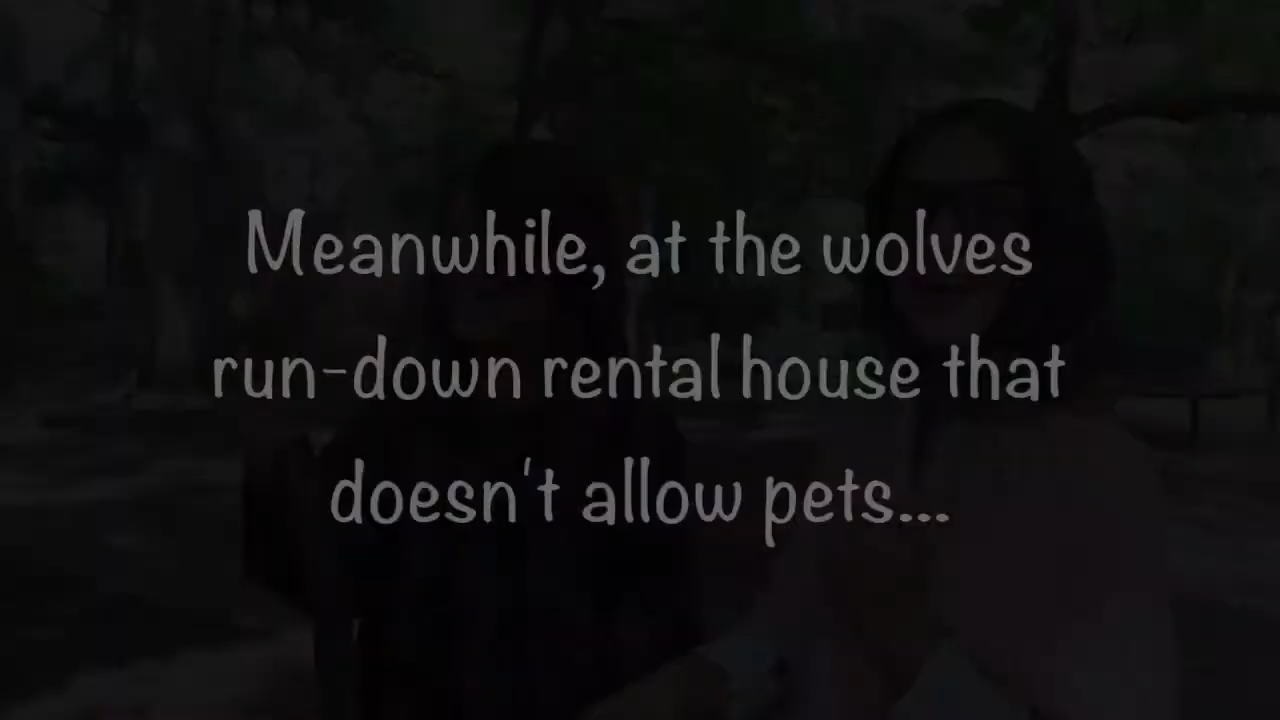 Meanwhile, at the wolves
run-down rental house that
doesn't allow pets...